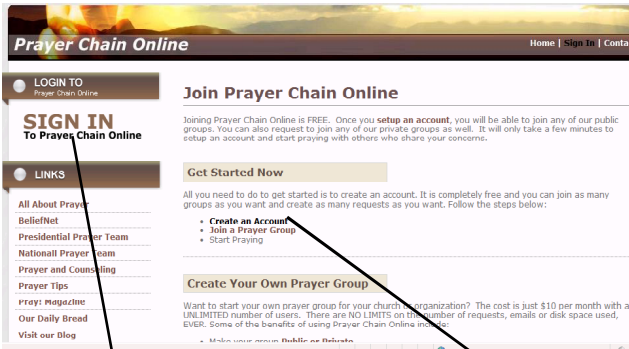 Prayer Chain Online
Home | Sign In | Conta
LOGIN TO
Prayer Chain Online
SIGN IN
To Prayer Chain Online
LINKS
All About Prayer
BeliefNet
Presidential Prayer Team
Nationall Prayer Team
Prayer and Counseling
Prayer Tips
Pray! Magazine
Our Daily Bread
Visit our Blog
Join Prayer Chain Online
Joining Prayer Chain Online is FREE. Once you setup an account, you will be able to join any of our public
groups. You can also request to join any of our private groups as well. It will only take a few minutes to
setup an account and start praying with others who share your concerns.
Get Started Now
All you need to do to get started is to create an account. It is completely free and you can join as many
groups as you want and create as many requests as you want. Follow the steps below:
• Create an Account
• Join a Prayer Group
• Start Praying
Create Your Own Prayer Group
Want to start your own prayer group for your church or organization? The cost is just $10 per month with a
UNLIMITED number of users. There are NO LIMITS on the number of requests, emails or disk space used,
EVER. Some of the benefits of using Prayer Chain Online include:
• Make your group Public or Private